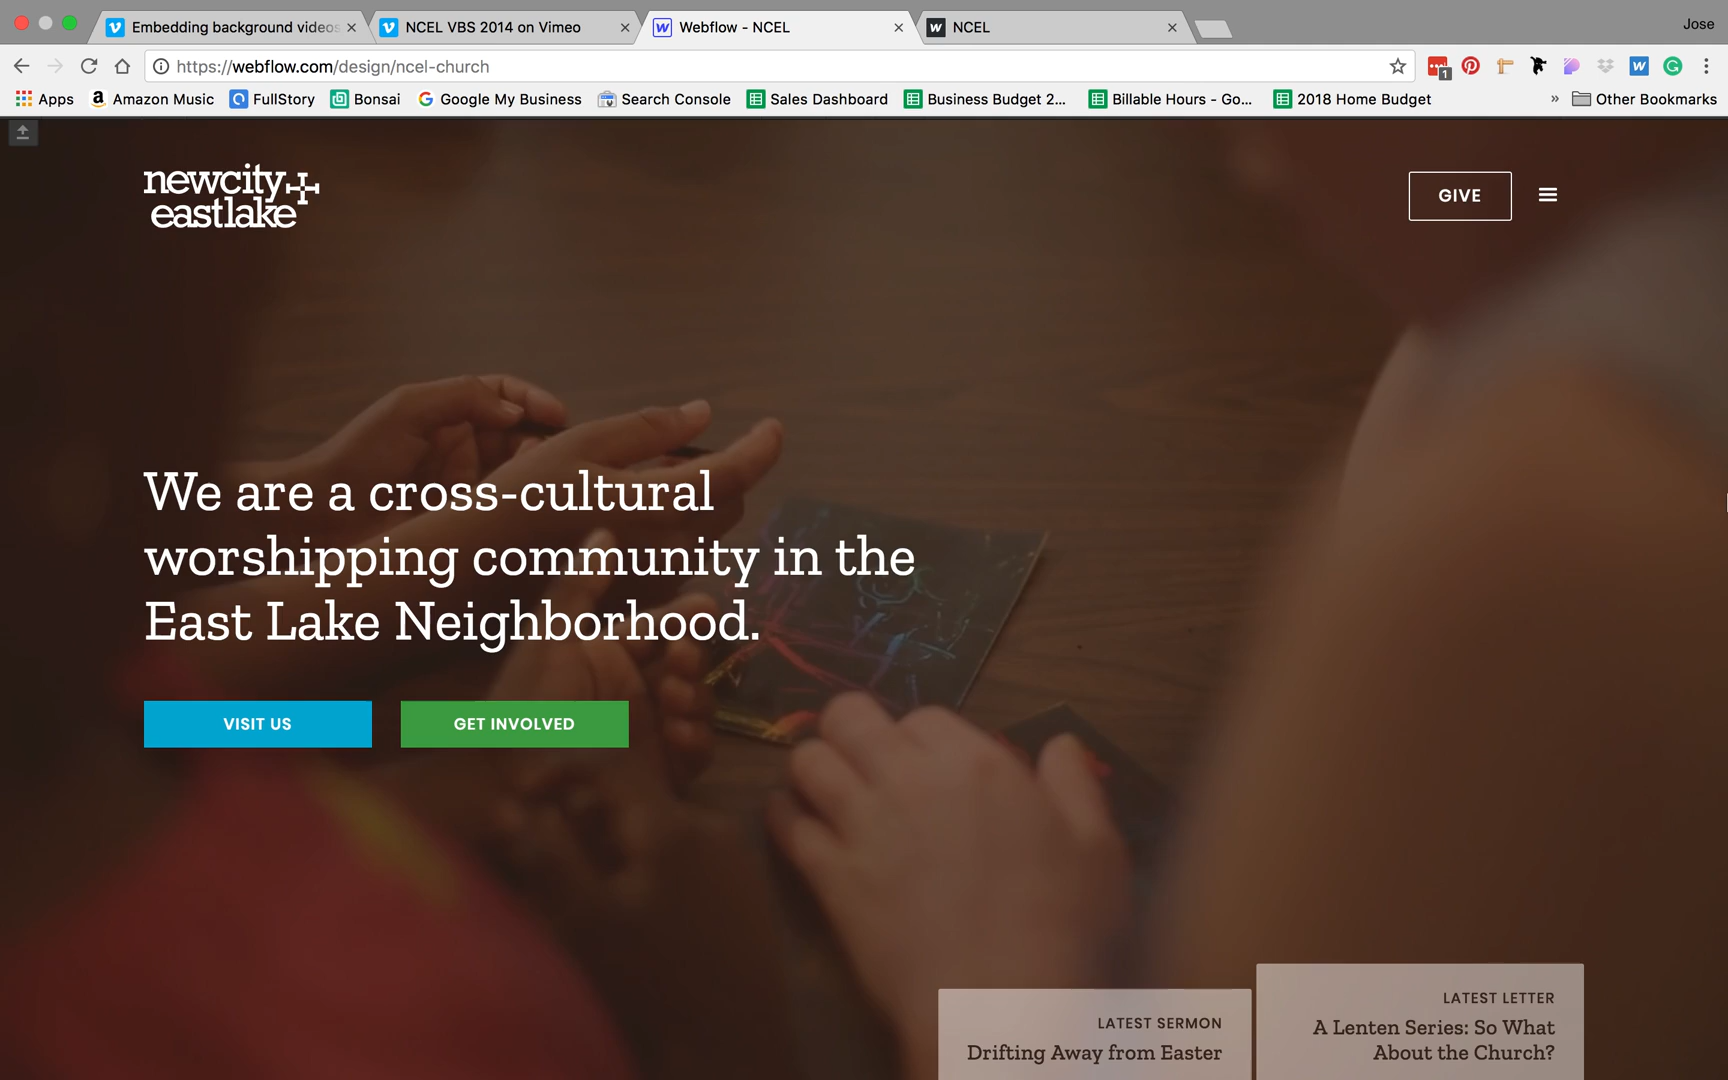 Embedding background videos
NCEL VBS 2014 on Vimeo
Webflow - NCEL
NCEL
Jose
https://webflow.com/design/ncel-church
1
Apps
Amazon Music
FullStory
Bonsai
Google My Business
Search Console
Sales Dashboard
Business Budget 2...
Billable Hours - Go...
2018 Home Budget
»
Other Bookmarks
newcity
eastlake
GIVE
We are a cross-cultural
worshipping community in the
East Lake Neighborhood.
VISIT US
GET INVOLVED
LATEST SERMON
Drifting Away from Easter
LATEST LETTER
A Lenten Series: So What
About the Church?